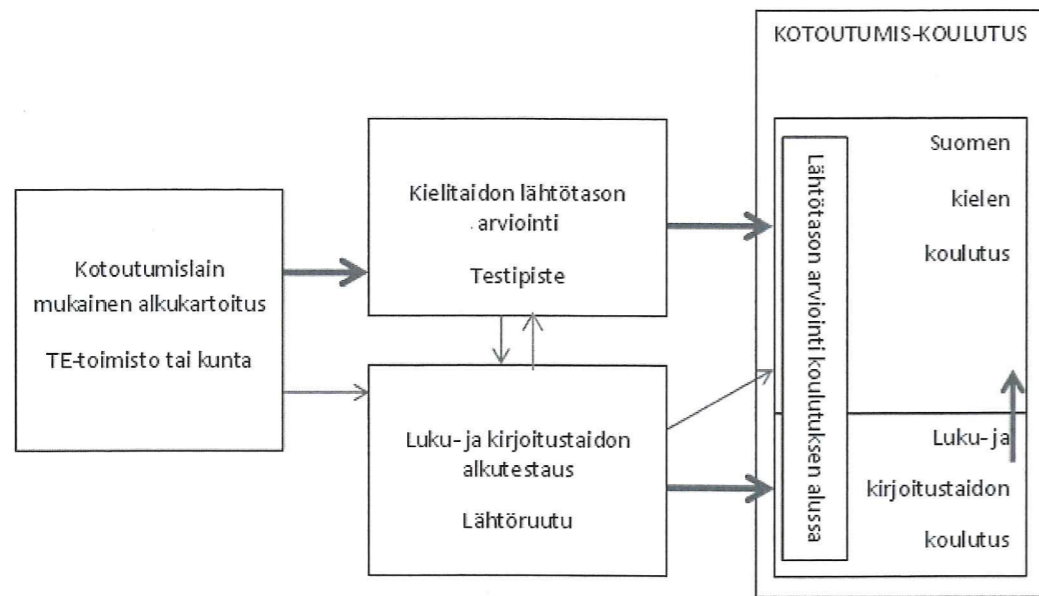 KOTOUTUMIS-KOULUTUS
Kotoutumislain
mukainen alkukartoitus
TE-toimisto tai kunta
Kielitaidon lähtötason
arviointi
Testipiste
Luku- ja kirjoitustaidon
alkutestaus
Lähtöruutu
Lähtötason arviointi koulutuksen alussa
Suomen
kielen
koulutus
Luku- ja
kirjoitustaidon
koulutus